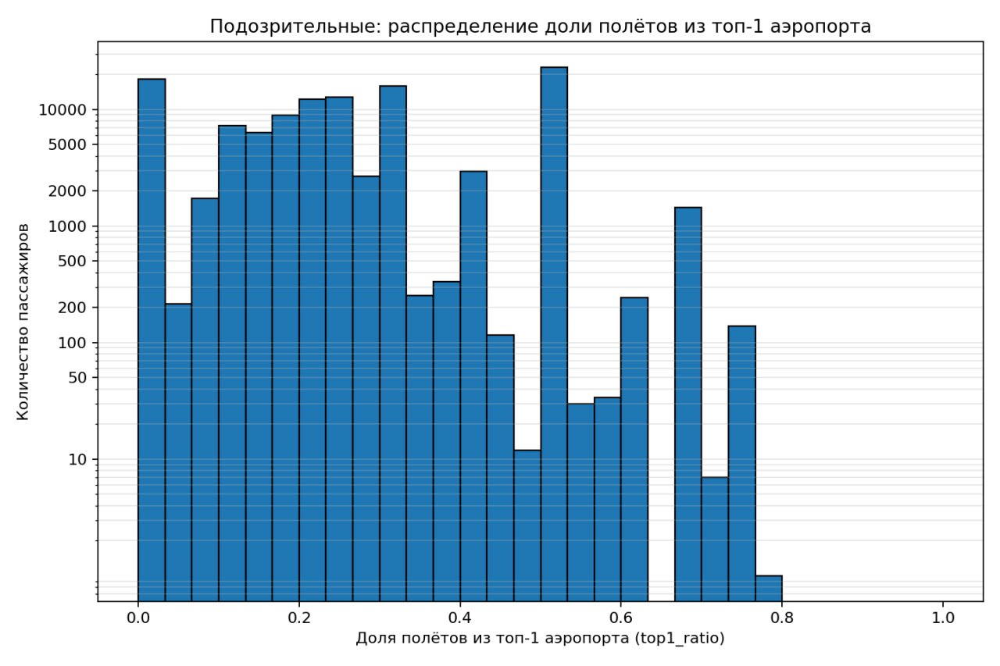 Подозрительные: распределение доли полётов из топ-1 аэропорта
Количество пассажиров
10000
5000
2000
1000
500
200
100
50
10
0.0 0.2 0.4 0.6 0.8 1.0
Доля полётов из топ-1 аэропорта (top1_ratio)